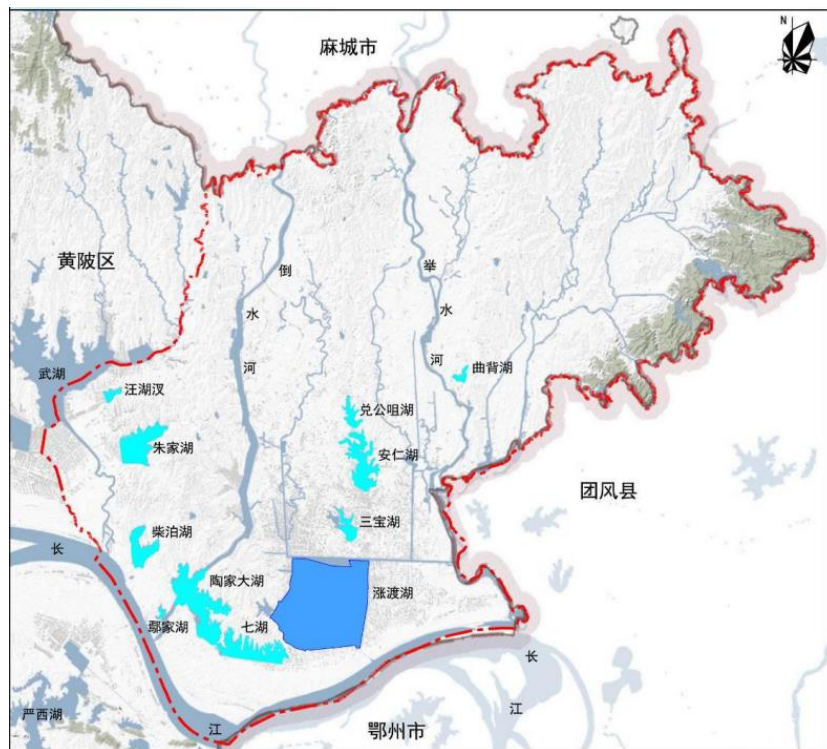 N
麻城市
黄陂区
倒
水
河
举
水
河
武湖
汪湖汊
曲背湖
兑公咀湖
朱家湖
安仁湖
团风县
三宝湖
柴泊湖
长
陶家大湖
涨渡湖
鄢家湖
七湖
长
江
严西湖
江
鄂州市